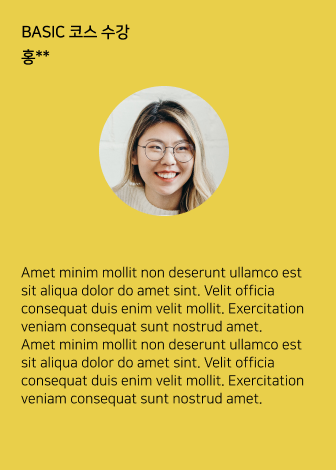 BASIC 코스 수강
홍**
Amet minim mollit non deserunt ullamco est
sit aliqua dolor do amet sint. Velit officia
consequat duis enim velit mollit. Exercitation
veniam consequat sunt nostrud amet.
Amet minim mollit non deserunt ullamco est
sit aliqua dolor do amet sint. Velit officia
consequat duis enim velit mollit. Exercitation
veniam consequat sunt nostrud amet.